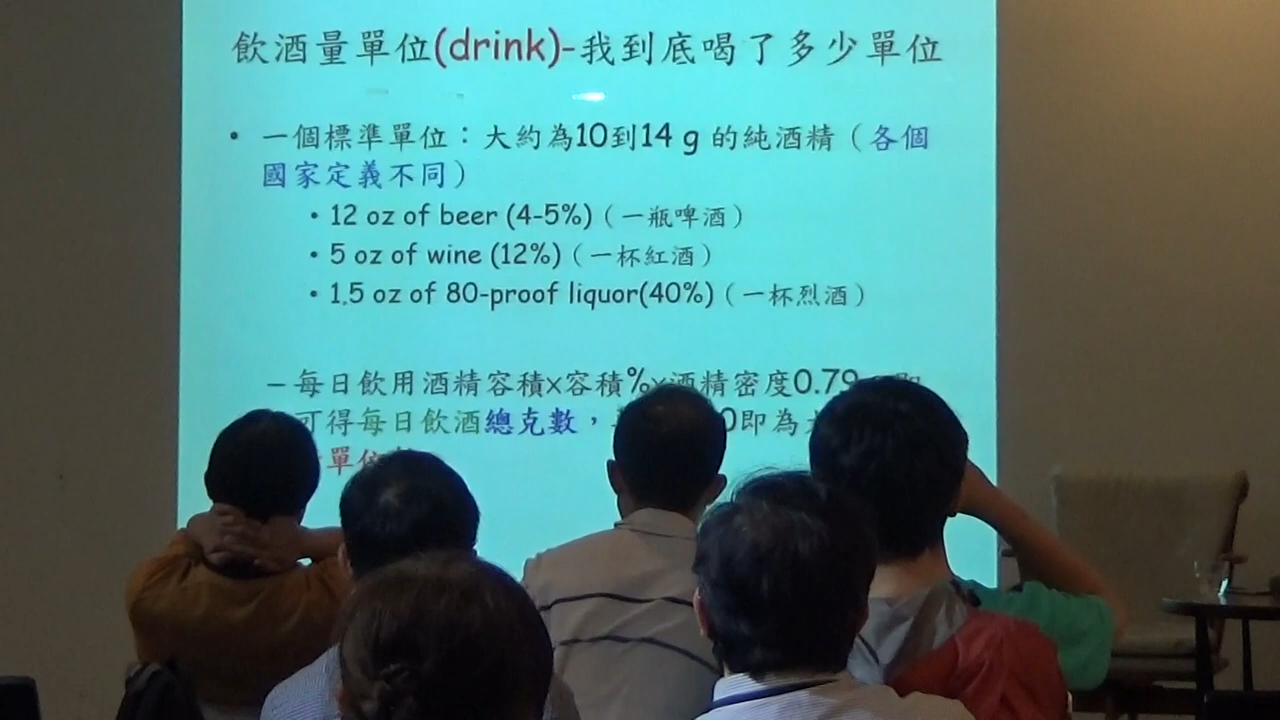 飲酒量單位(drink)-我到底喝了多少單位
• 一個標準單位：大約為10到14 g 的純酒精（各個
國家定義不同）
• 12 oz of beer (4-5%)（一瓶啤酒）
• 5 oz of wine (12%)（一杯紅酒）
• 1.5 oz of 80-proof liquor(40%)（一杯烈酒）
– 每日飲用酒精容積x容積%x酒精密度0.79
可得每日飲酒總克數，0即為
單位